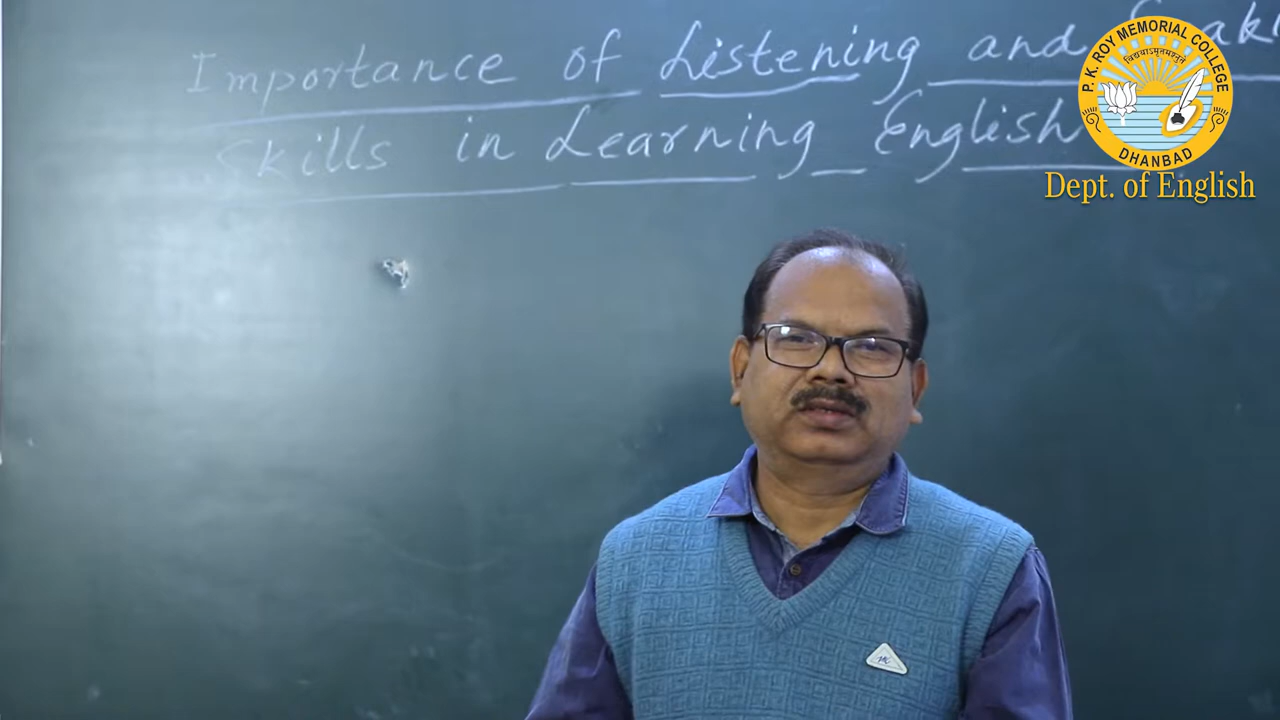 Importance of Listening and
Skills in Learning English
P. K. ROY MEMORIAL COLLEGE
DHANBAD
Dept. of English